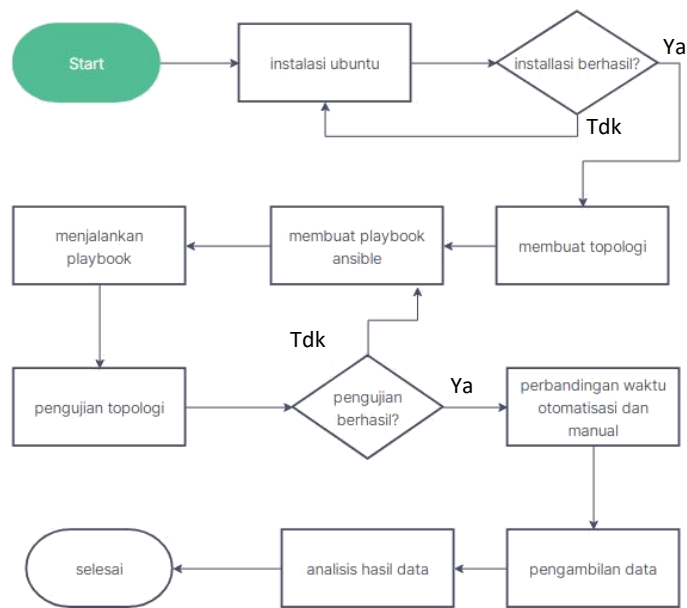 Start
instalasi ubuntu
installasi berhasil?
Ya
Tdk
membuat topologi
membuat playbook
ansible
menjalankan
playbook
pengujian topologi
pengujian
berhasil?
Tdk
Ya
perbandingan waktu
otomatisasi dan
manual
pengambilan data
analisis hasil data
selesai